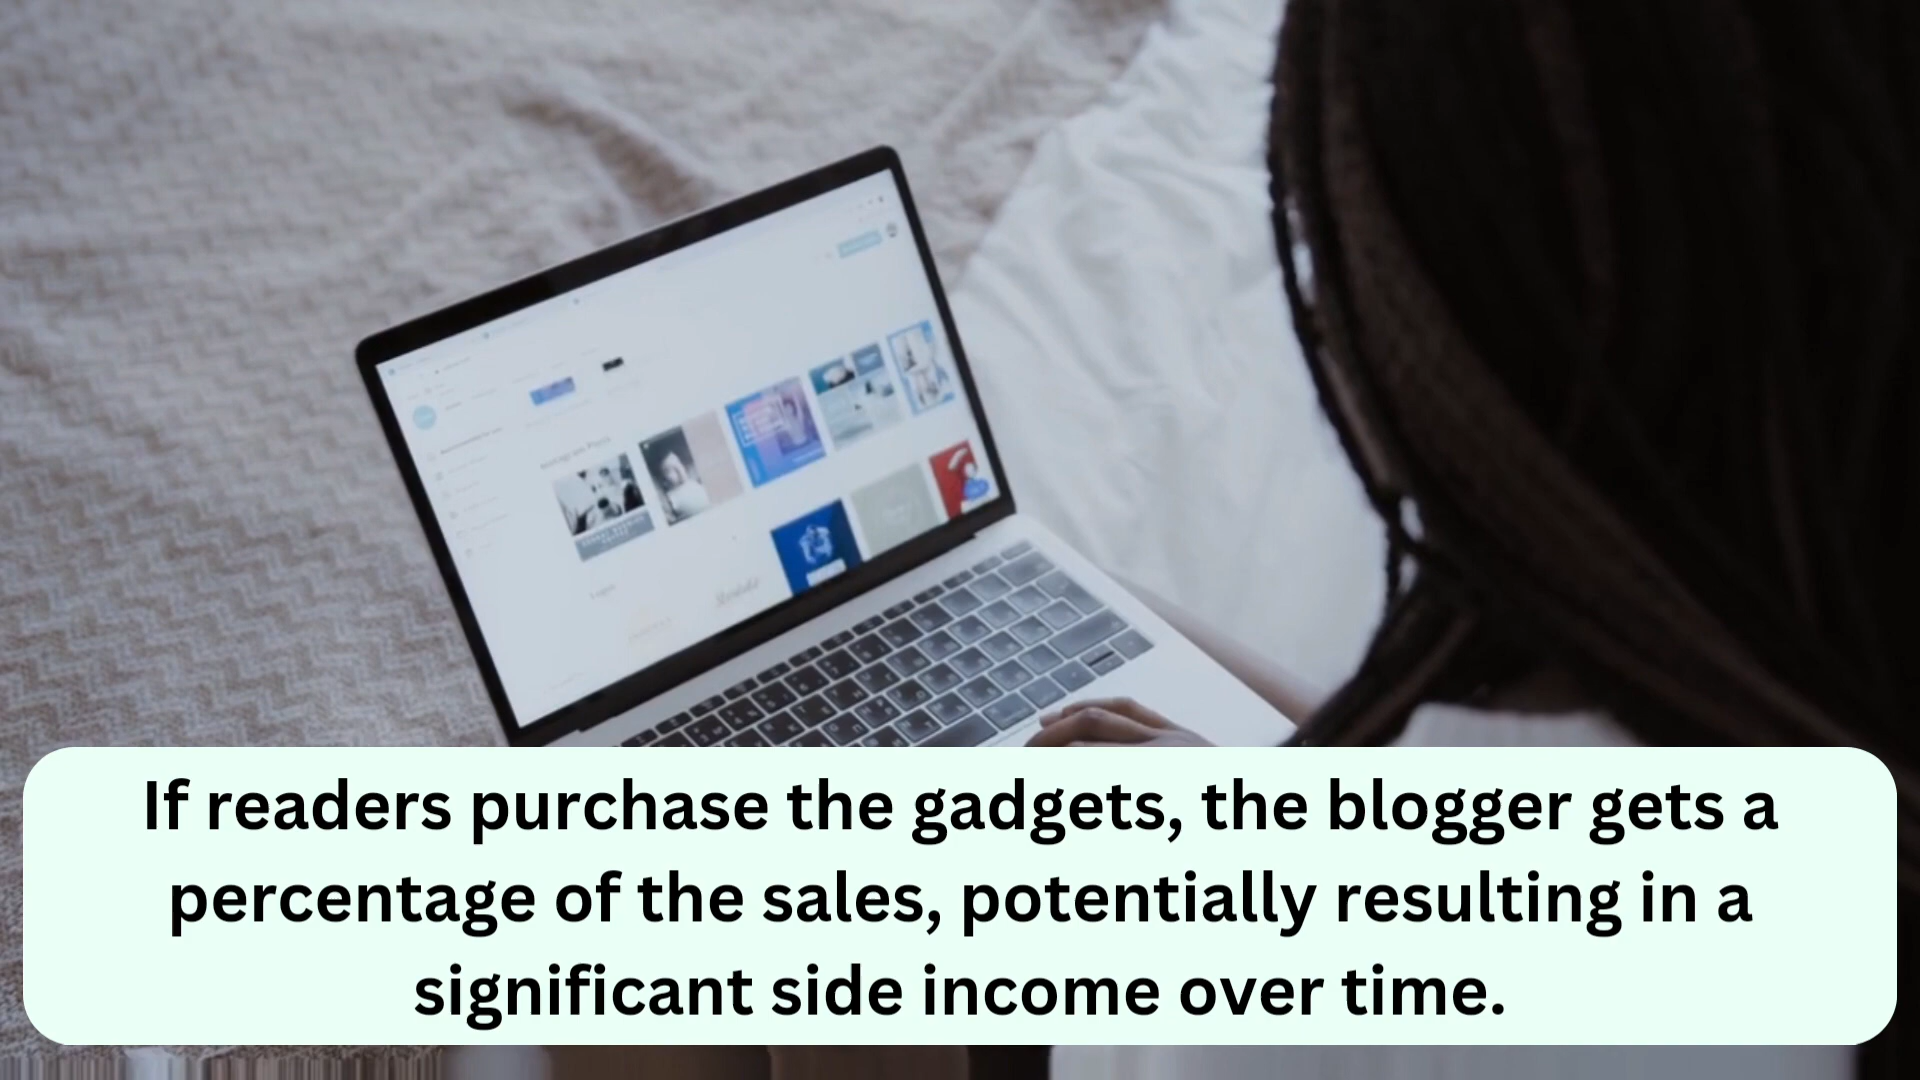 If readers purchase the gadgets, the blogger gets a
percentage of the sales, potentially resulting in a
significant side income over time.